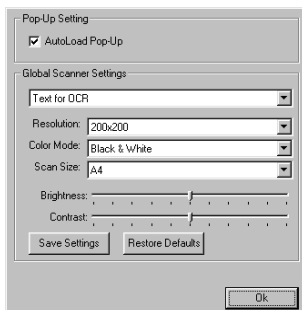 Pop-Up Setting
AutoLoad Pop-Up
Global Scanner Settings
Text for OCR
Resolution: 200x200
Color Mode: Black & White
Scan Size: A4
Brightness:
Contrast:
Save Settings Restore Defaults
Ok